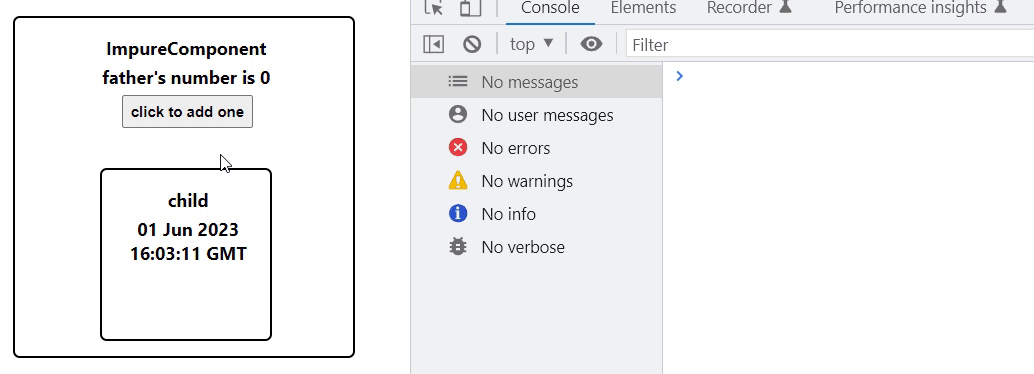 ImpureComponent
father's number is 0
click to add one
child
01 Jun 2023
16:03:11 GMT
Console Elements Recorder Performance insights
top Filter
No messages
No user messages
No errors
No warnings
No info
No verbose